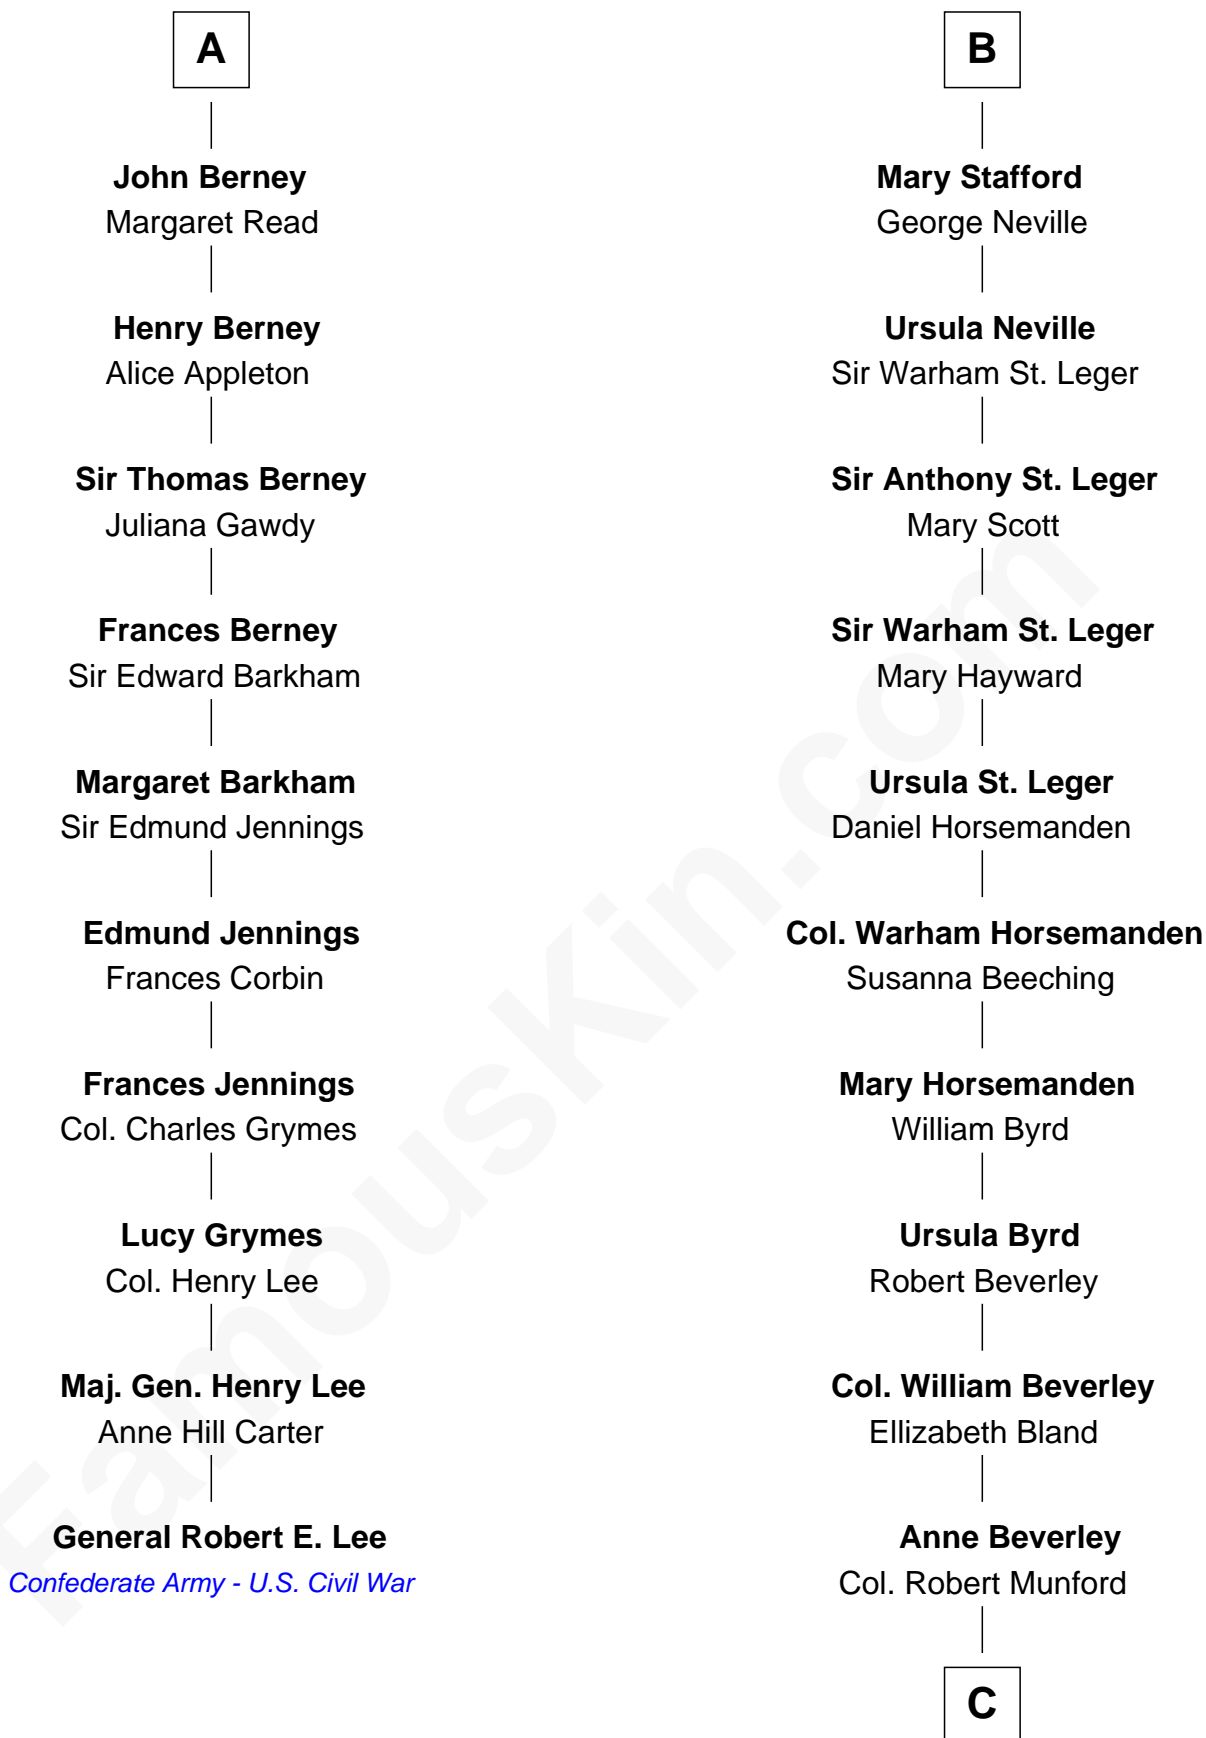 A
John Berney
Margaret Read
Henry Berney
Alice Appleton
Sir Thomas Berney
Juliana Gawdy
Frances Berney
Sir Edward Barkham
Margaret Barkham
Sir Edmund Jennings
Edmund Jennings
Frances Corbin
Frances Jennings
Col. Charles Grymes
Lucy Grymes
Col. Henry Lee
Maj. Gen. Henry Lee
Anne Hill Carter
General Robert E. Lee
Confederate Army - U.S. Civil War
B
Mary Stafford
George Neville
Ursula Neville
Sir Warham St. Leger
Sir Anthony St. Leger
Mary Scott
Sir Warham St. Leger
Mary Hayward
Ursula St. Leger
Daniel Horsemanden
Col. Warham Horsemanden
Susanna Beeching
Mary Horsemanden
William Byrd
Ursula Byrd
Robert Beverley
Col. William Beverley
Ellizabeth Bland
Anne Beverley
Col. Robert Munford
C
FamousKin.com